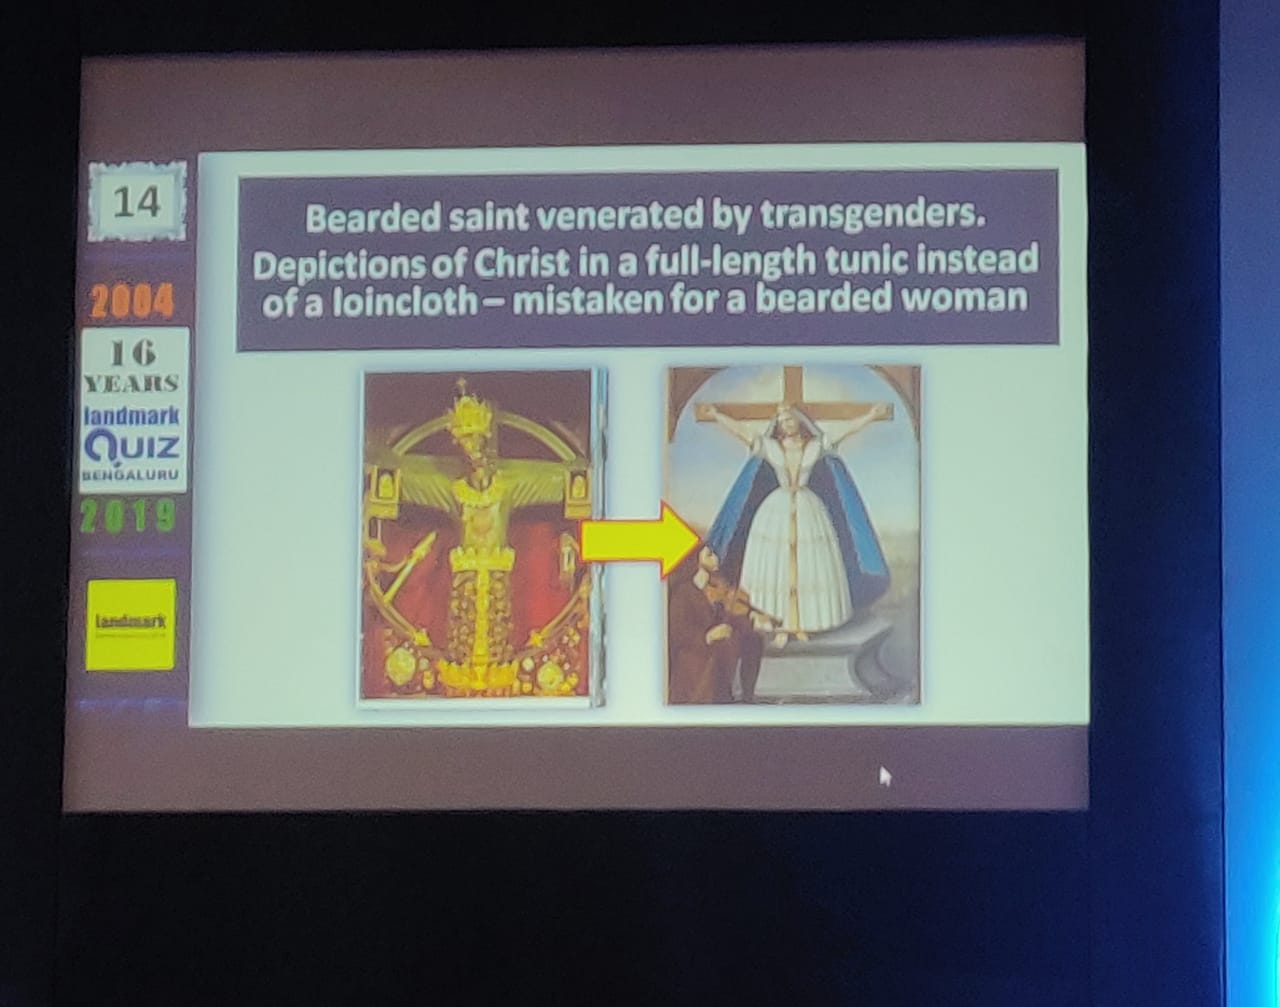 14
Bearded saint venerated by transgenders.
Depictions of Christ in a full-length tunic instead
of a loincloth – mistaken for a bearded woman
2004
16
YEARS
landmark
QUIZ
BENGALURU
2019
landmark